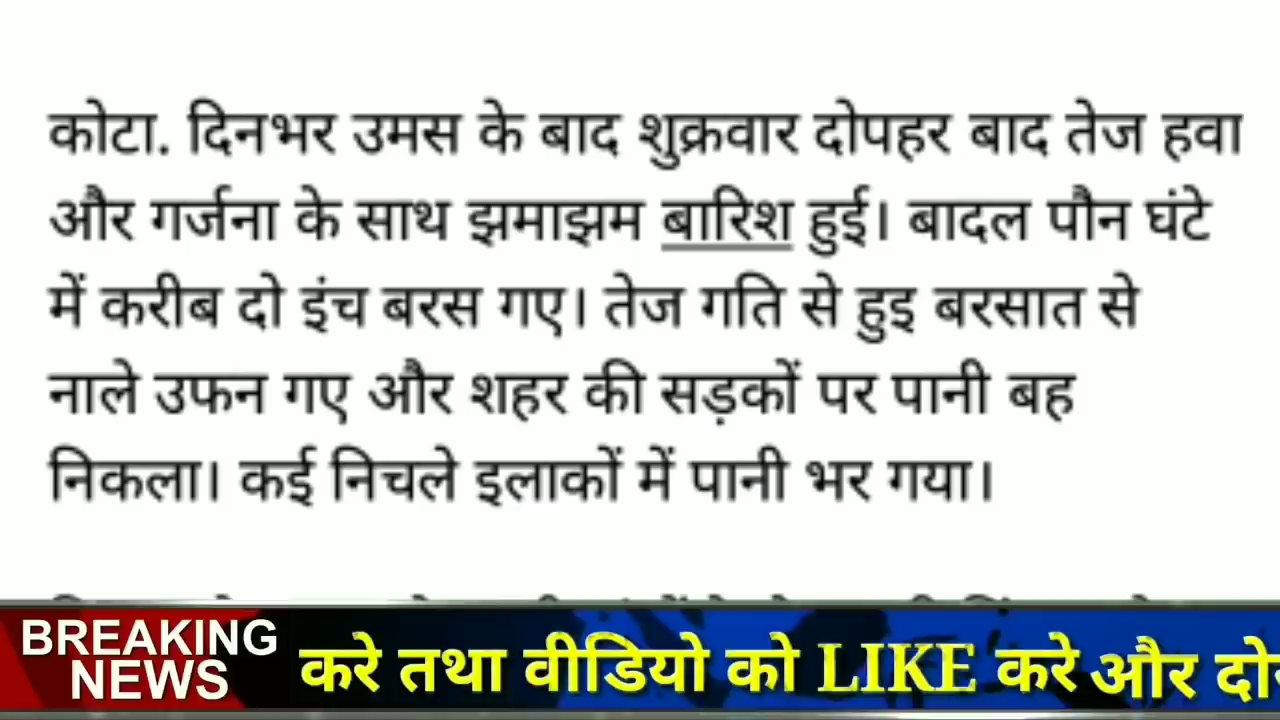 कोटा. दिनभर उमस के बाद शुक्रवार दोपहर बाद तेज हवा
और गर्जना के साथ झमाझम बारिश हुई। बादल पौन घंटे
में करीब दो इंच बरस गए। तेज गति से हुइ बरसात से
नाले उफन गए और शहर की सड़कों पर पानी बह
निकला। कई निचले इलाकों में पानी भर गया।
BREAKING
NEWS
करे तथा वीडियो को LIKE करे और